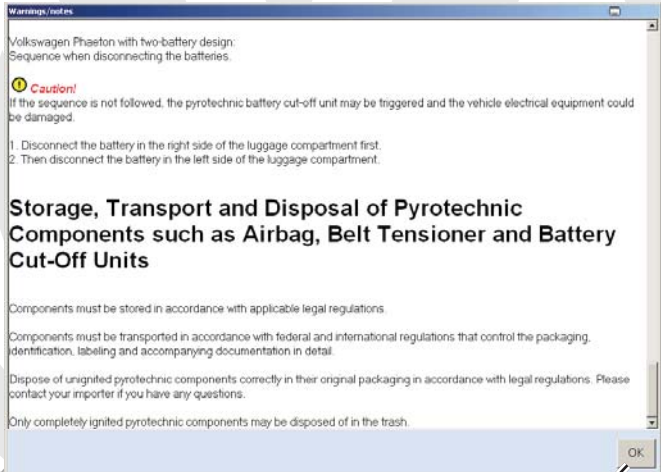 Warnings/notes
Volkswagen Phaeton with two-battery design:
Sequence when disconnecting the batteries.
Caution!
If the sequence is not followed, the pyrotechnic battery cut-off unit may be triggered and the vehicle electrical equipment could
be damaged.
1. Disconnect the battery in the right side of the luggage compartment first.
2. Then disconnect the battery in the left side of the luggage compartment.
Storage, Transport and Disposal of Pyrotechnic
Components such as Airbag, Belt Tensioner and Battery
Cut-Off Units
Components must be stored in accordance with applicable legal regulations.
Components must be transported in accordance with federal and international regulations that control the packaging,
identification, labeling and accompanying documentation in detail.
Dispose of unignited pyrotechnic components correctly in their original packaging in accordance with legal regulations. Please
contact your importer if you have any questions.
Only completely ignited pyrotechnic components may be disposed of in the trash.
OK